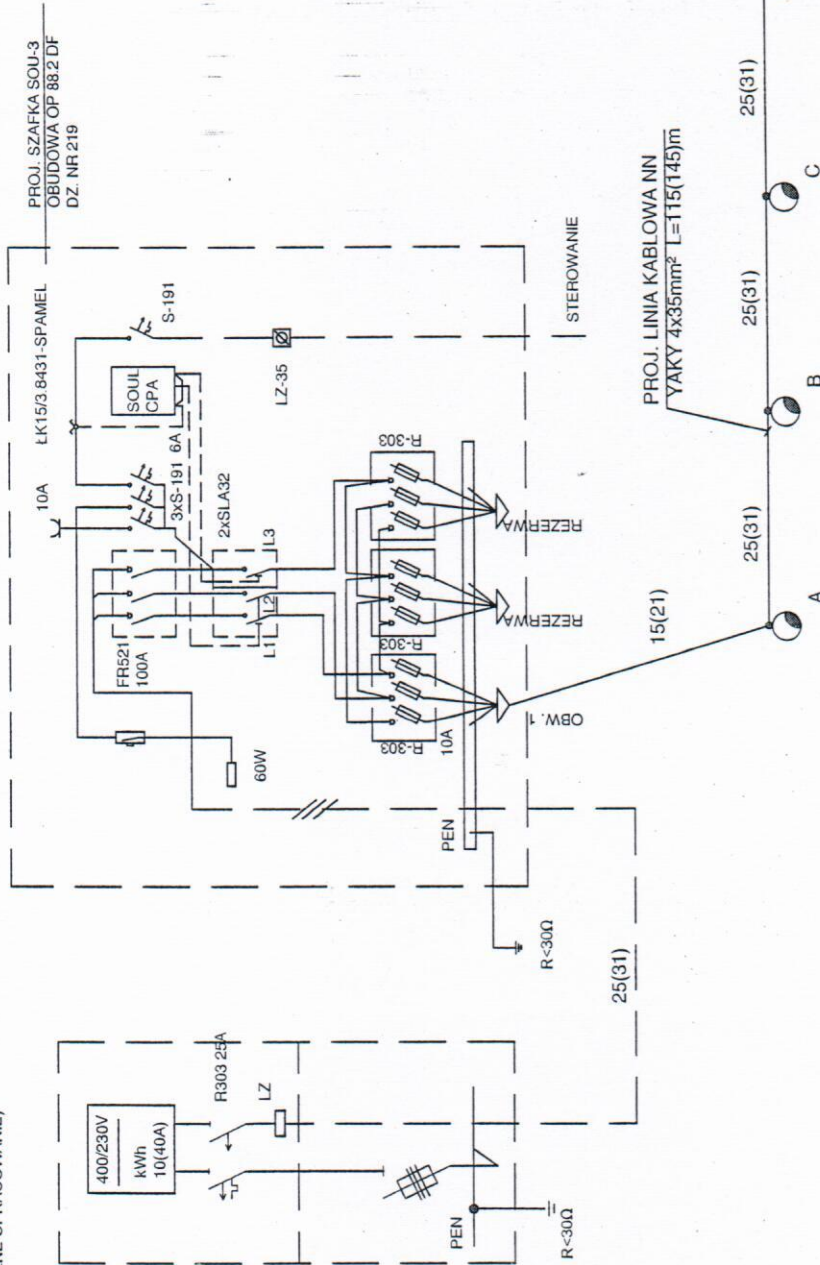 PROJ. SZAFKA SOU-3
OBUDOWA OP 88.2 DF
DZ. NR 219
ŁK15/3.8431-SPAMEL
10A
S-191
SOUL
CPA
3xS-191 6A
FR521
100A
2xSLA32
L1
L2
L3
LZ-35
60W
R-303
R-303
R-303
10A
PEN
OBW. 1
REZERWA
REZERWA
STEROWANIE
R<30Ω
25(31)
400/230V
kWh
10(40A)
R303 25A
LZ
PEN
R<30Ω
PROJ. LINIA KABLOWA NN
YAKY 4x35mm² L=115(145)m
15(21)
25(31)
25(31)
25(31)
A
B
C